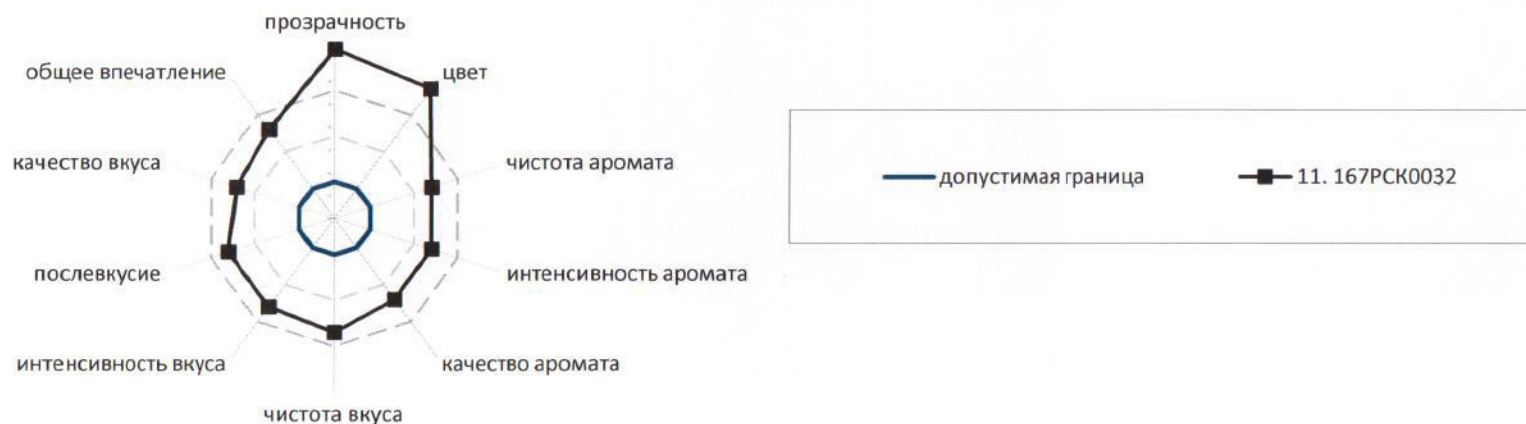 прозрачность
общее впечатление
цвет
качество вкуса
чистота аромата
допустимая граница
11. 167РСК0032
послевкусие
интенсивность аромата
интенсивность вкуса
качество аромата
чистота вкуса